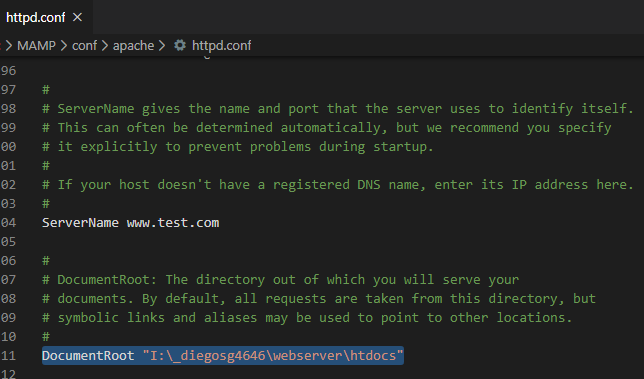 httpd.conf ×
> MAMP > conf > apache > httpd.conf
96
97 #
98 # ServerName gives the name and port that the server uses to identify itself.
99 # This can often be determined automatically, but we recommend you specify
00 # it explicitly to prevent problems during startup.
01 #
02 # If your host doesn't have a registered DNS name, enter its IP address here.
03 #
04 ServerName www.test.com
05
06 #
07 # DocumentRoot: The directory out of which you will serve your
08 # documents. By default, all requests are taken from this directory, but
09 # symbolic links and aliases may be used to point to other locations.
10 #
11 DocumentRoot "I:\_diegosg4646\webserver\htdocs"
12